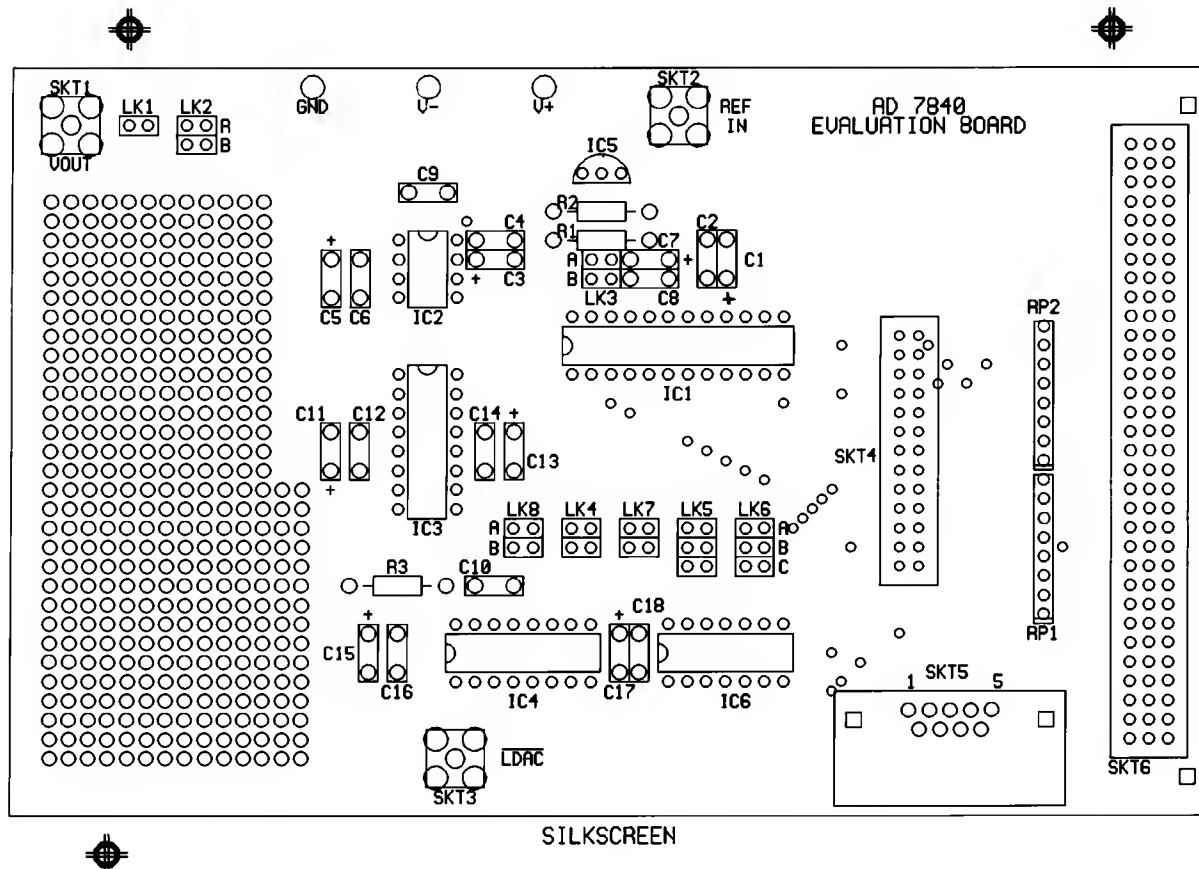 SKT1
LK1
LK2
GND
V-
V+
SKT2
REF
IN
AD 7840
EVALUATION BOARD
A
B
VOUT
IC5
C9
R2
C4
R1
C7
C2
+
C3
+
A
B
LK3
C8
+
C1
+
C5
C6
IC2
RP2
IC1
C11
C12
C14
+
C13
SKT4
+
IC3
LK8
LK4
LK7
LK5
LK6
A
B
A
B
C
R3
C10
+
C15
C16
IC4
+
C18
C17
IC6
RP1
1
SKT5
5
LDAC
SKT3
SKT6
SILKSCREEN